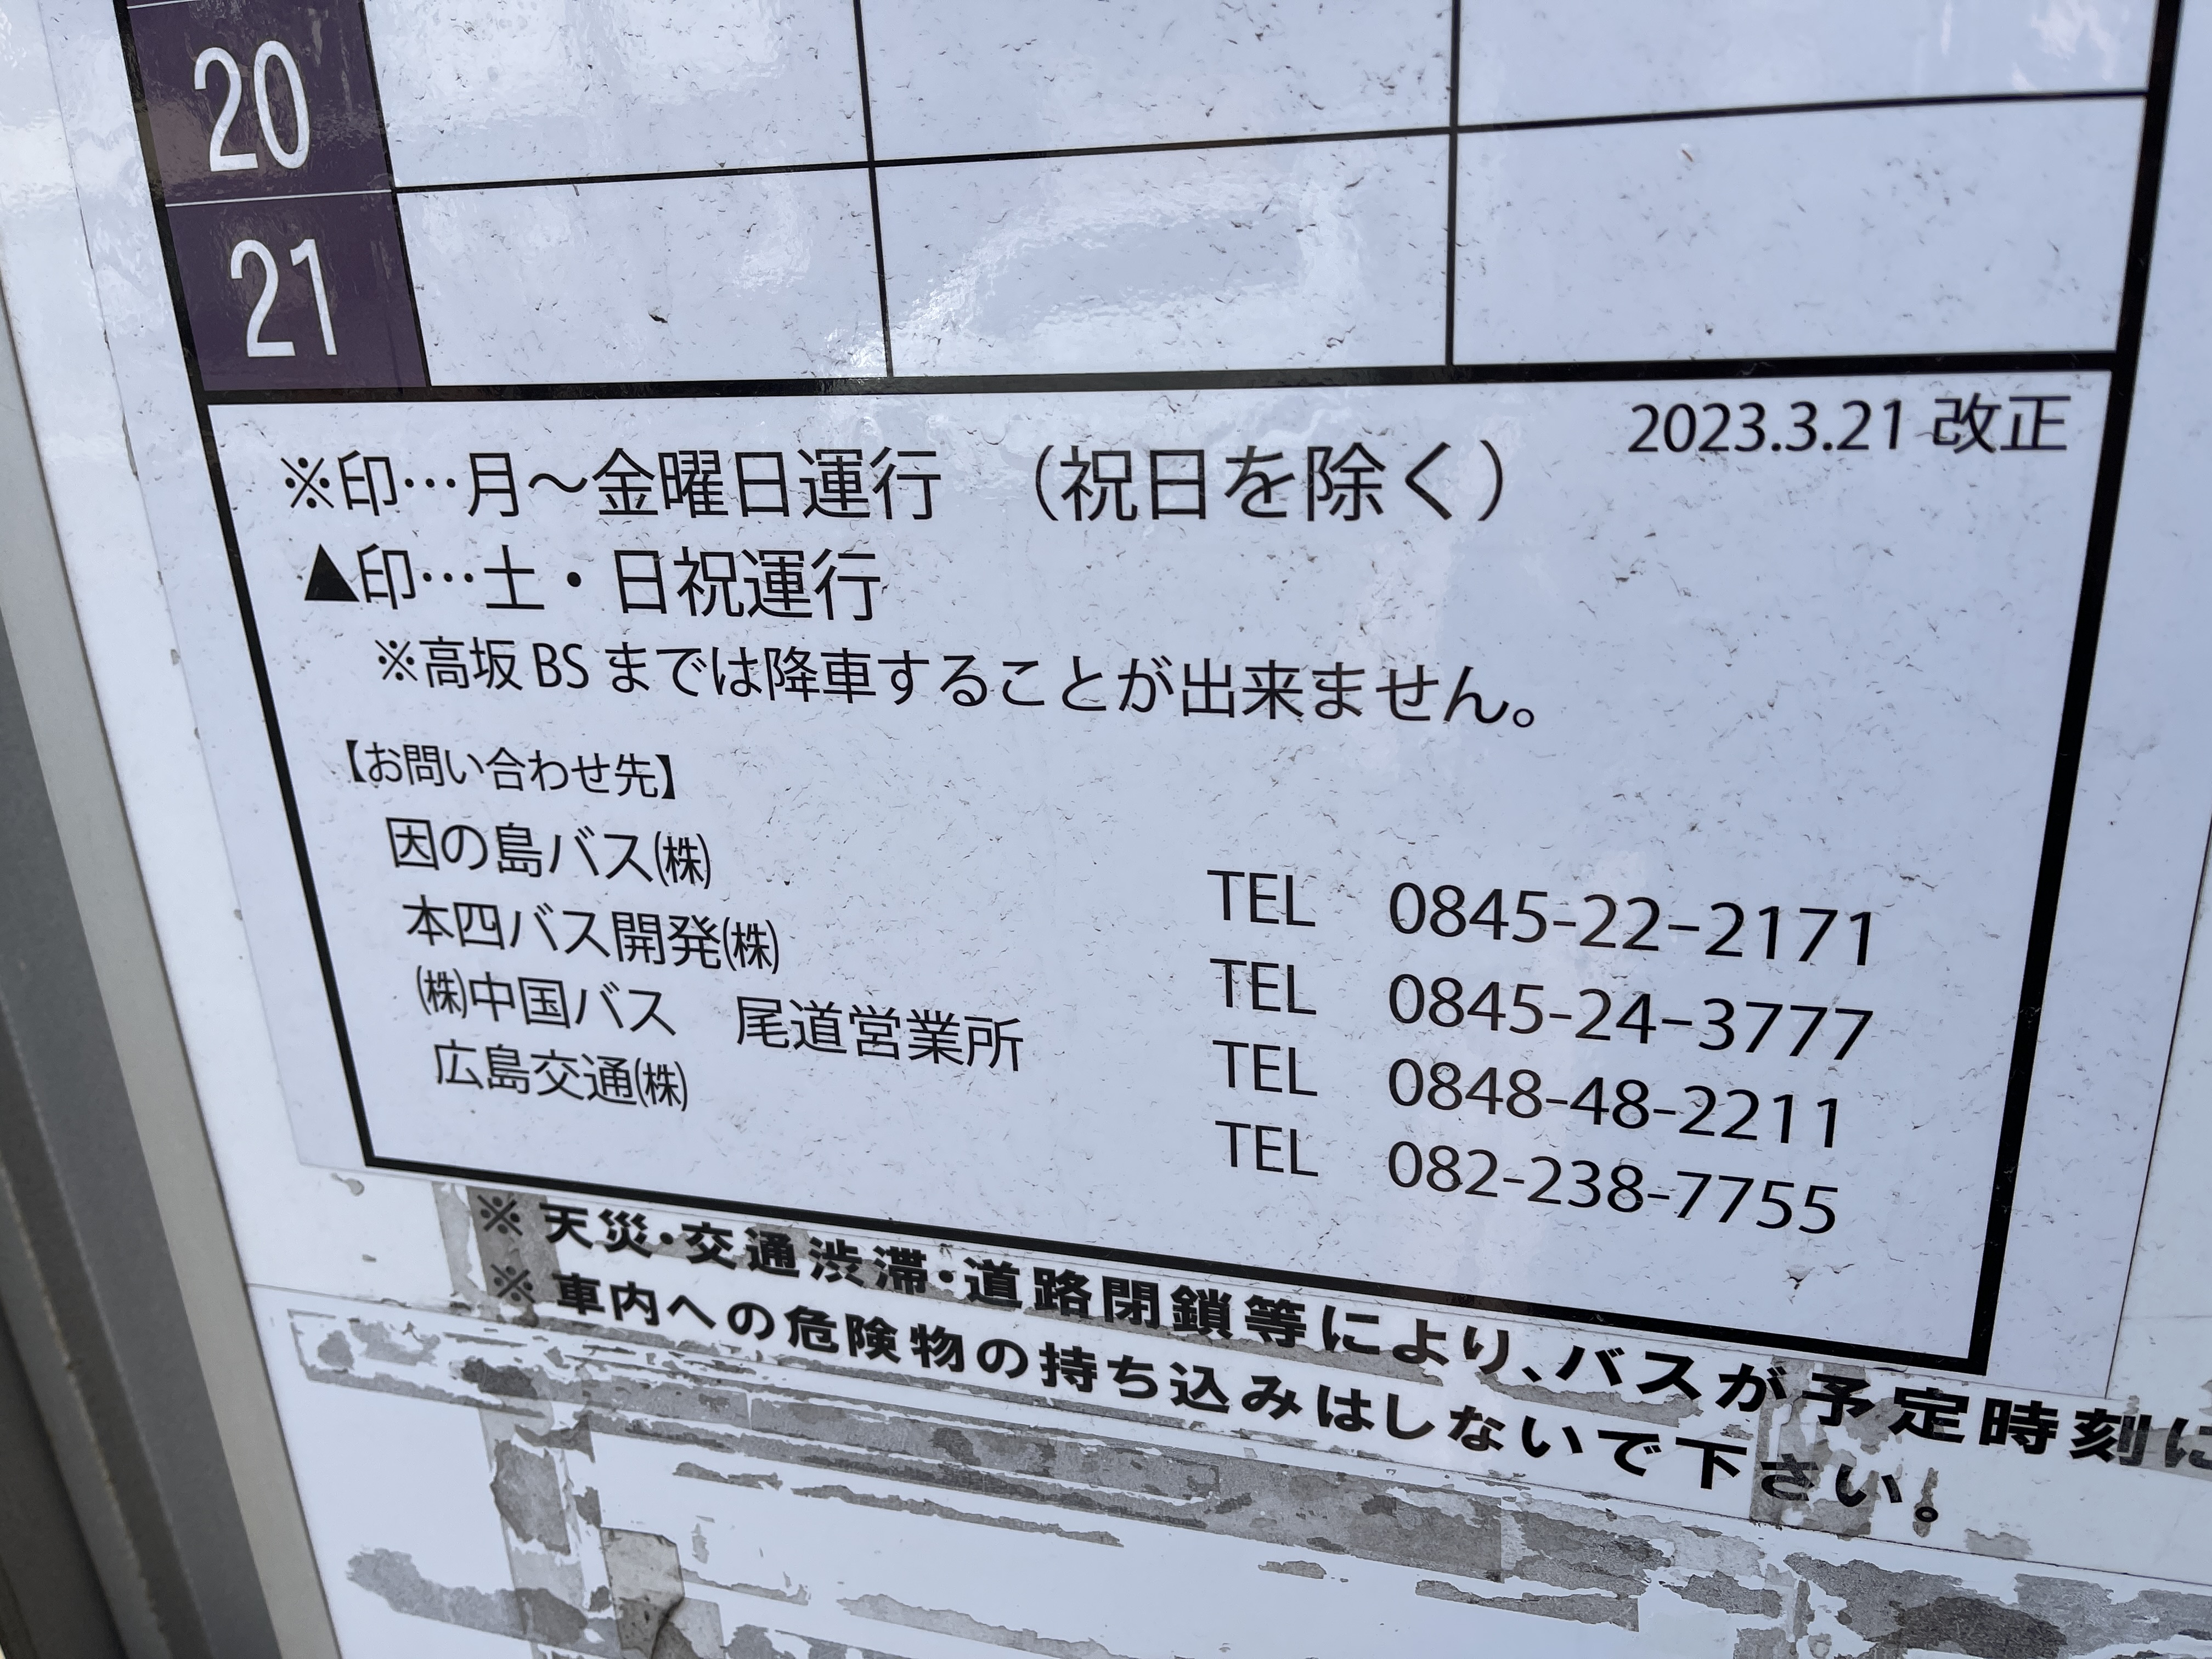 20
21
2023.3.21 改正
※印…月～金曜日運行 （祝日を除く）
▲印…土・日祝運行
※高坂BSまでは降車することが出来ません。
【お問い合わせ先】
因の島バス㈱ TEL 0845-22-2171
本四バス開発㈱ TEL 0845-24-3777
㈱中国バス 尾道営業所 TEL 0848-48-2211
広島交通㈱ TEL 082-238-7755
※ 天災・交通渋滞・道路閉鎖等により、バスが予定時刻に
※ 車内への危険物の持ち込みはしないで下さい。